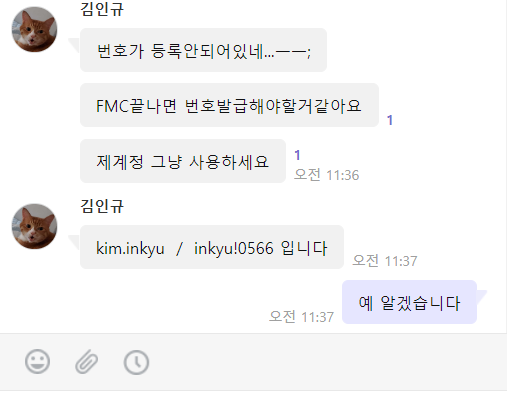 김인규
번호가 등록안되어있네...ㅡㅡ;
FMC끝나면 번호발급해야할거같아요
1
제계정 그냥 사용하세요
1
오전 11:36
김인규
kim.inkyu / inkyu!0566 입니다
오전 11:37
예 알겠습니다
오전 11:37